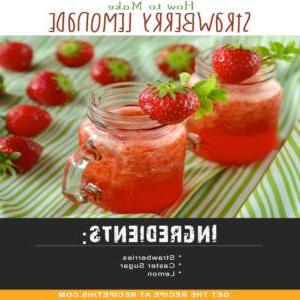 How to Make
STRAWBERRY LEMONADE
INGREDIENTS:
* Strawberries
* Caster Sugar
* Lemon
GET THE RECIPE AT RECIPETHIS.COM